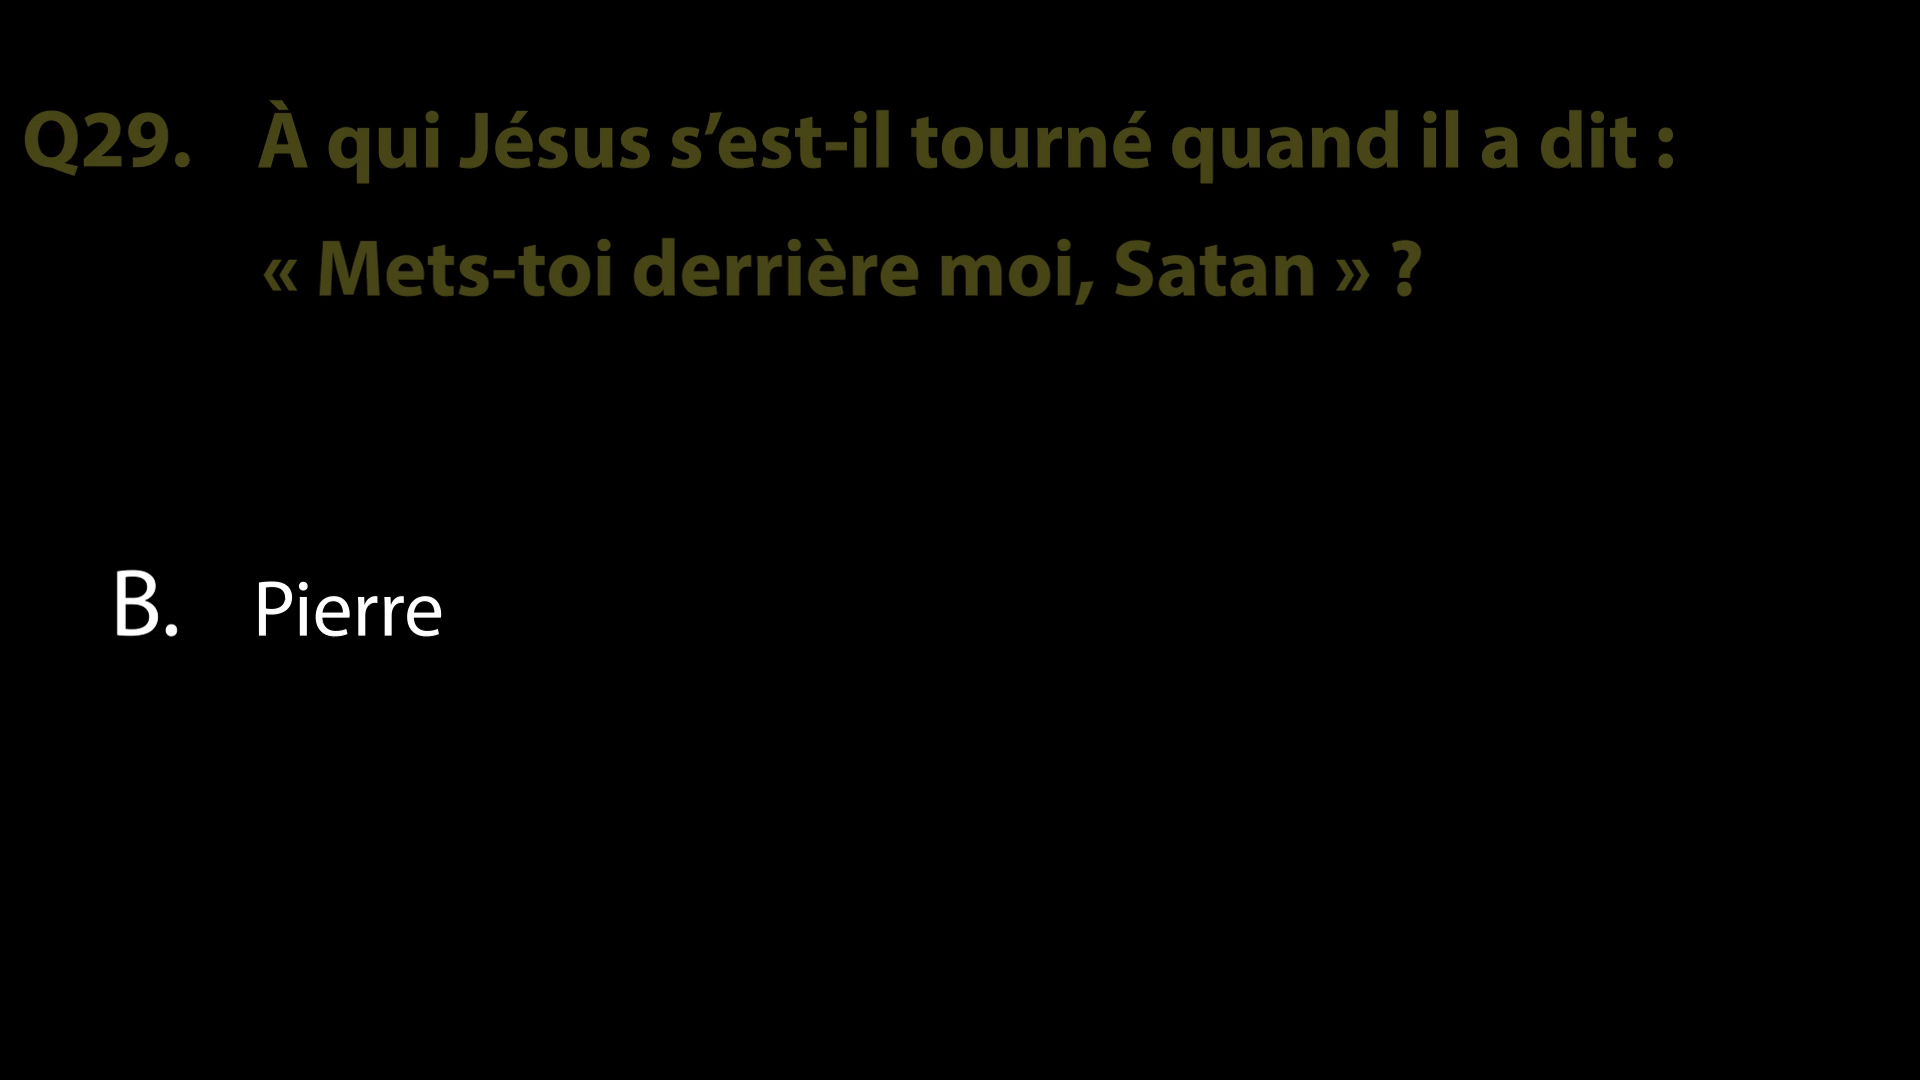 Q29. À qui Jésus s’est-il tourné quand il a dit :
« Mets-toi derrière moi, Satan » ?
B. Pierre